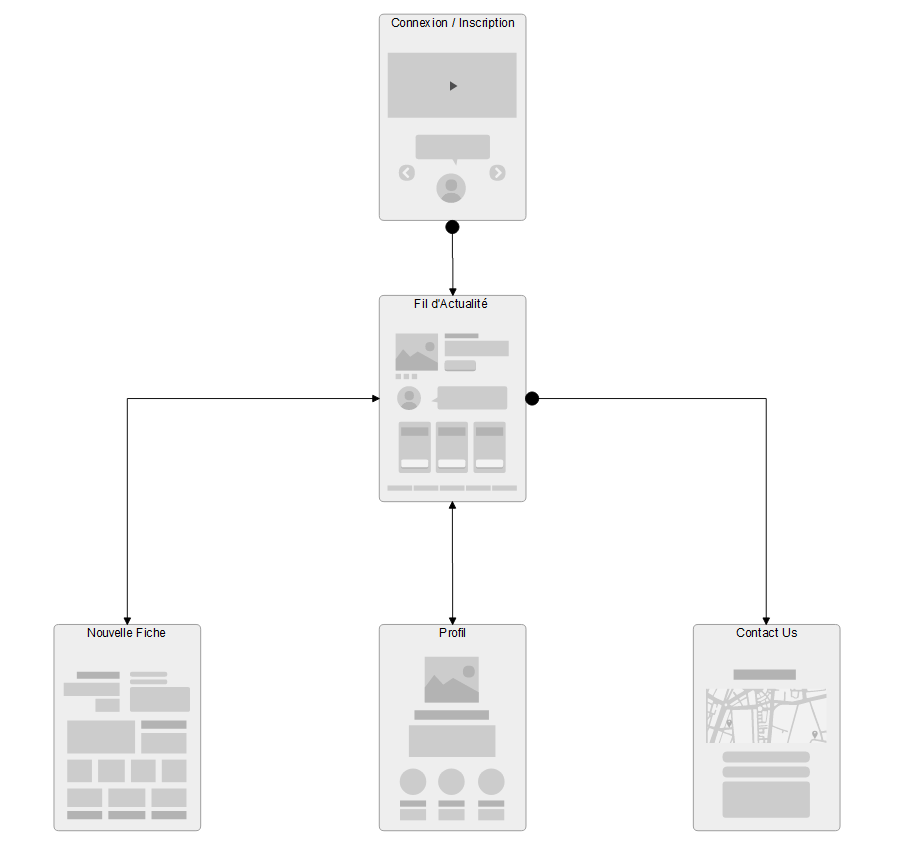 Connexion / Inscription
Fil d'Actualité
Nouvelle Fiche
Profil
Contact Us